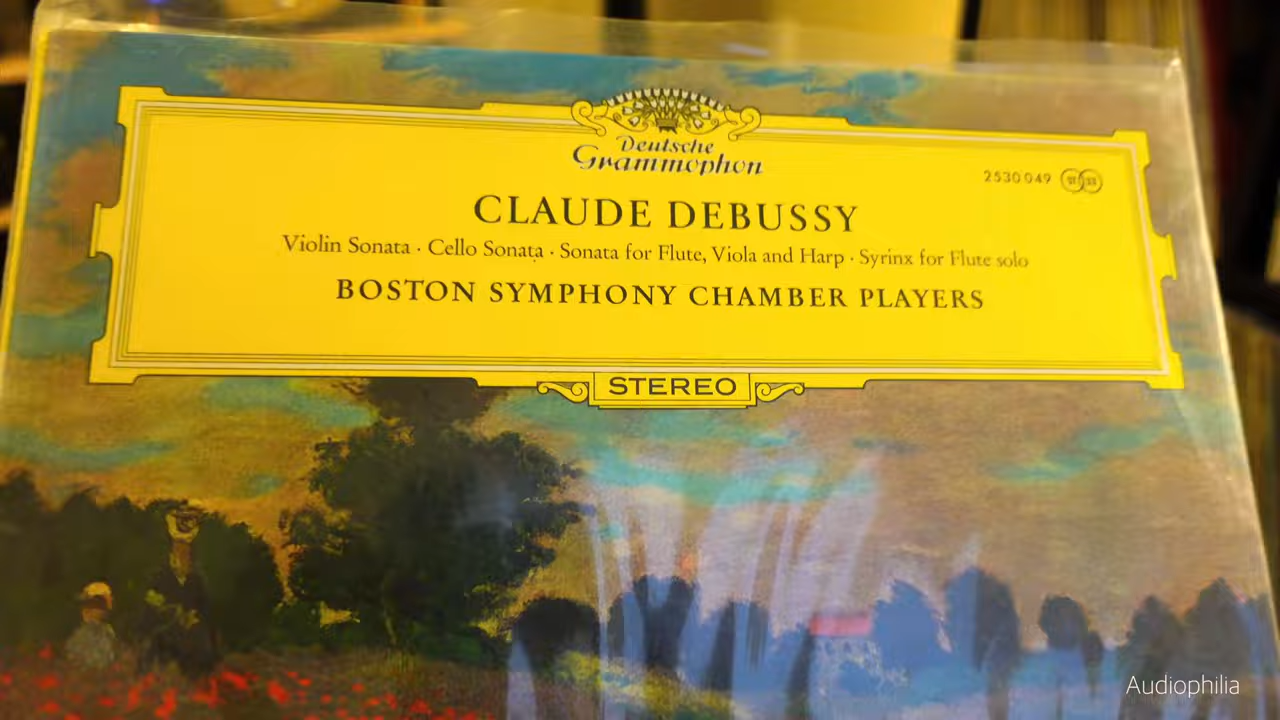 Deutsche
Grammophon
2530 049
CLAUDE DEBUSSY
Violin Sonata · Cello Sonata · Sonata for Flute, Viola and Harp · Syrinx for Flute solo
BOSTON SYMPHONY CHAMBER PLAYERS
STEREO
Audiophilia